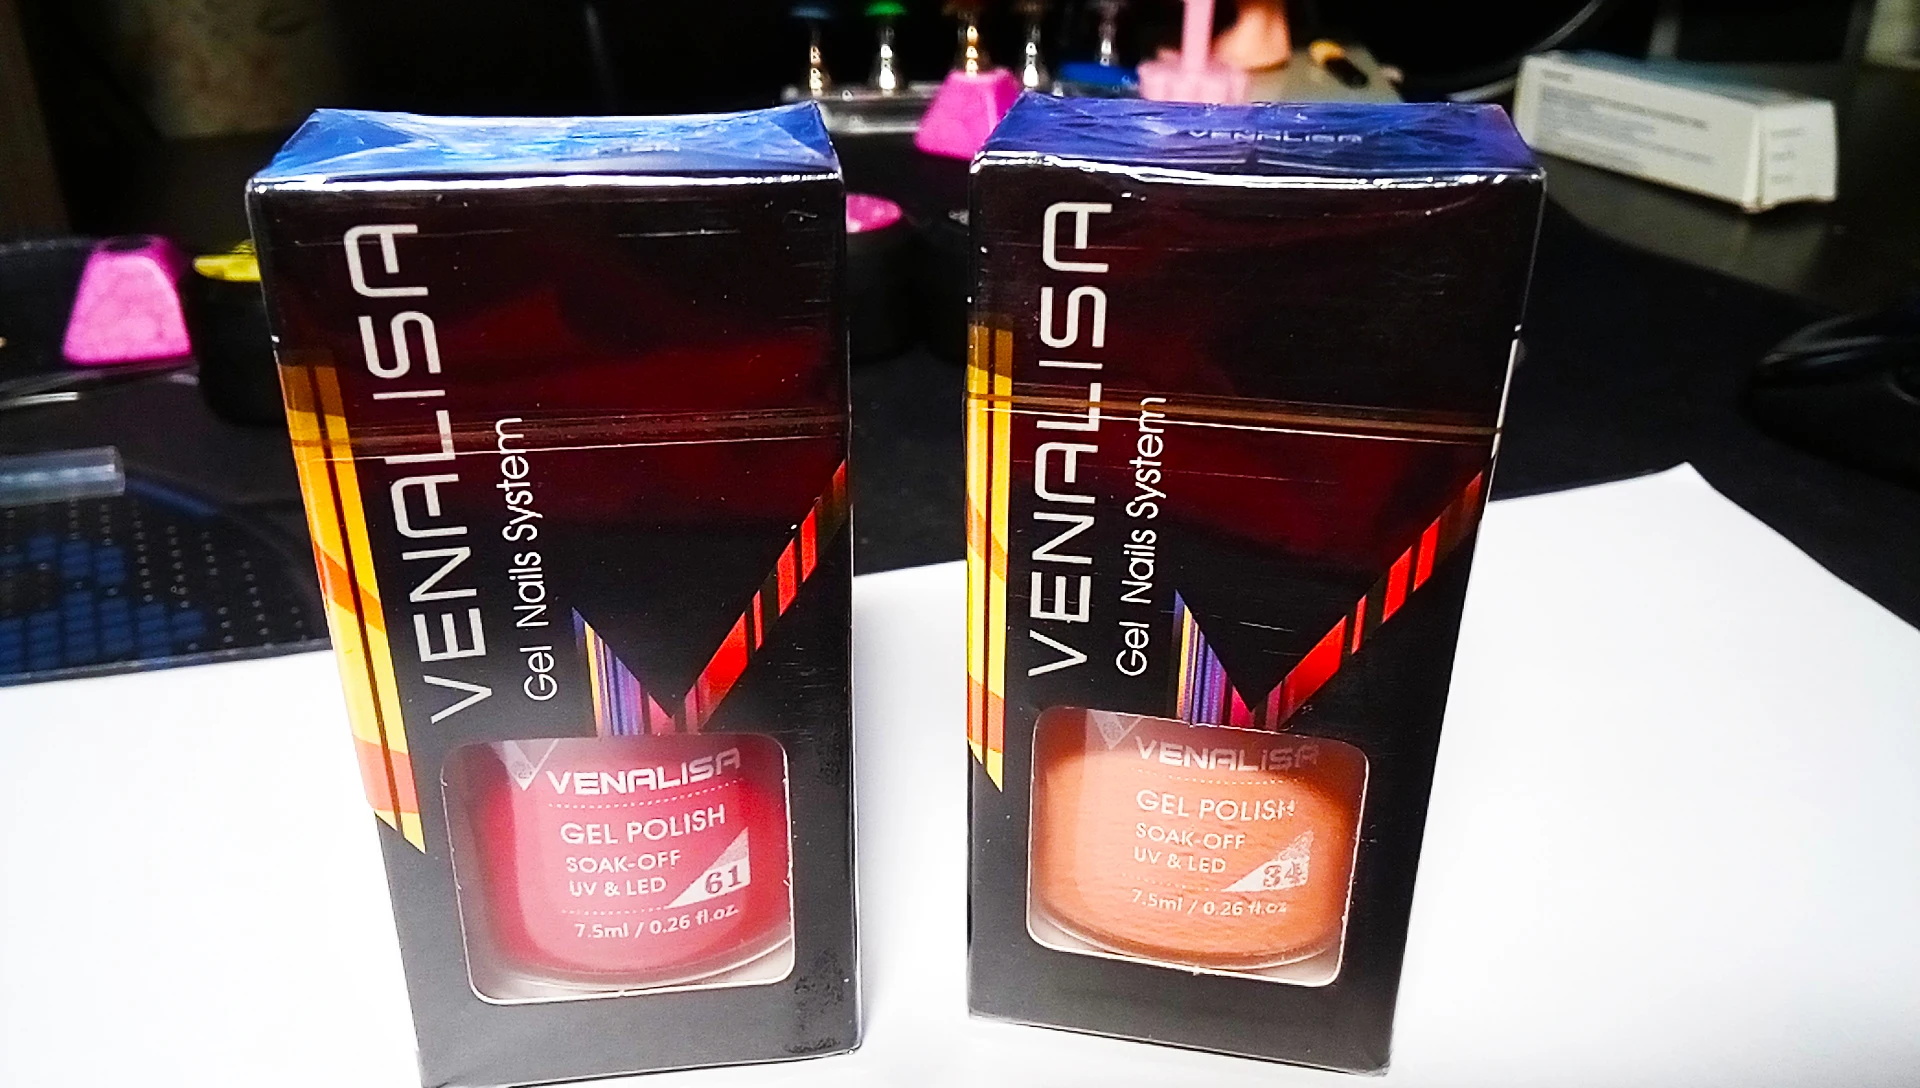 VENALISA
Gel Nails System
VENALISA
GEL POLISH
SOAK-OFF
UV & LED
61
7.5ml / 0.26 fl.oz.
VENALISA
VENALISA
Gel Nails System
VENALISA
GEL POLISH
SOAK-OFF
UV & LED
34
7.5ml / 0.26 fl.oz